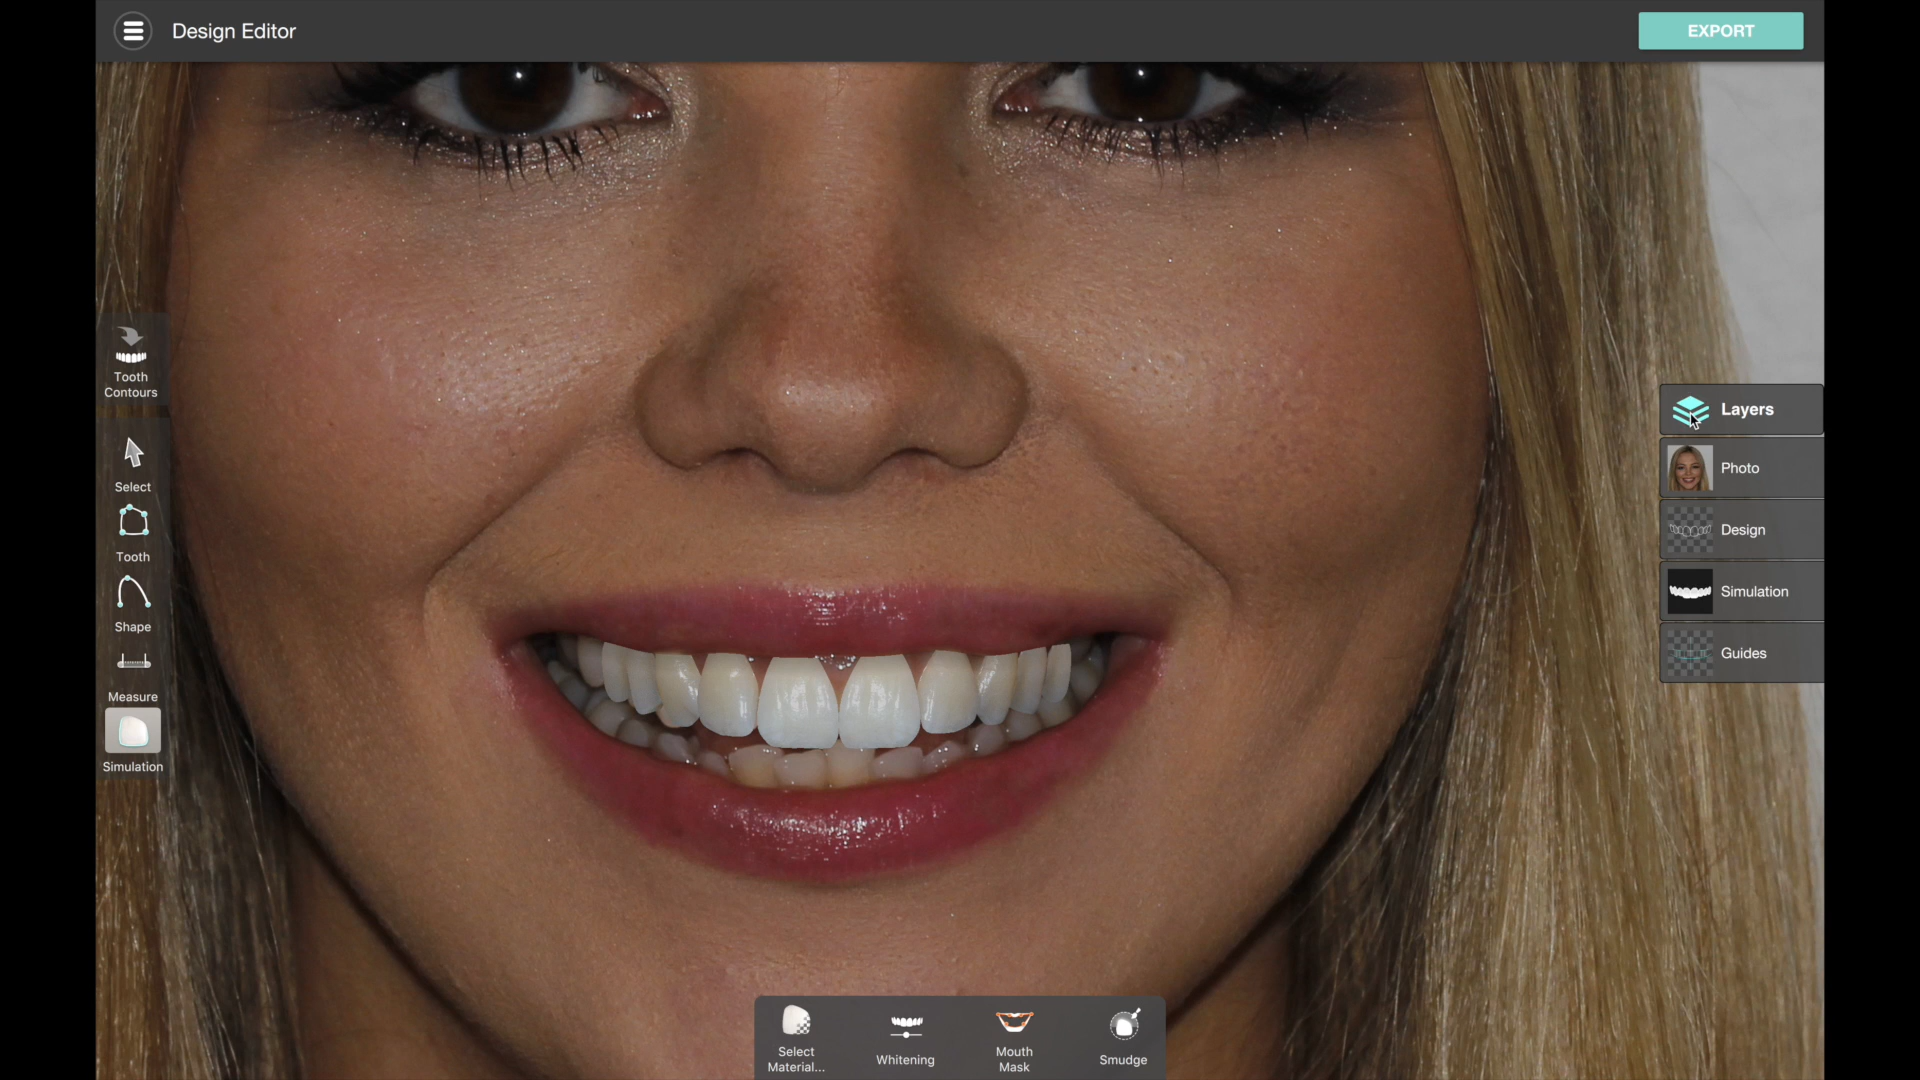 Design Editor
EXPORT
Tooth
Contours
Select
Tooth
Shape
Measure
Simulation
Layers
Photo
Design
Simulation
Guides
Select
Material...
Whitening
Mouth
Mask
Smudge